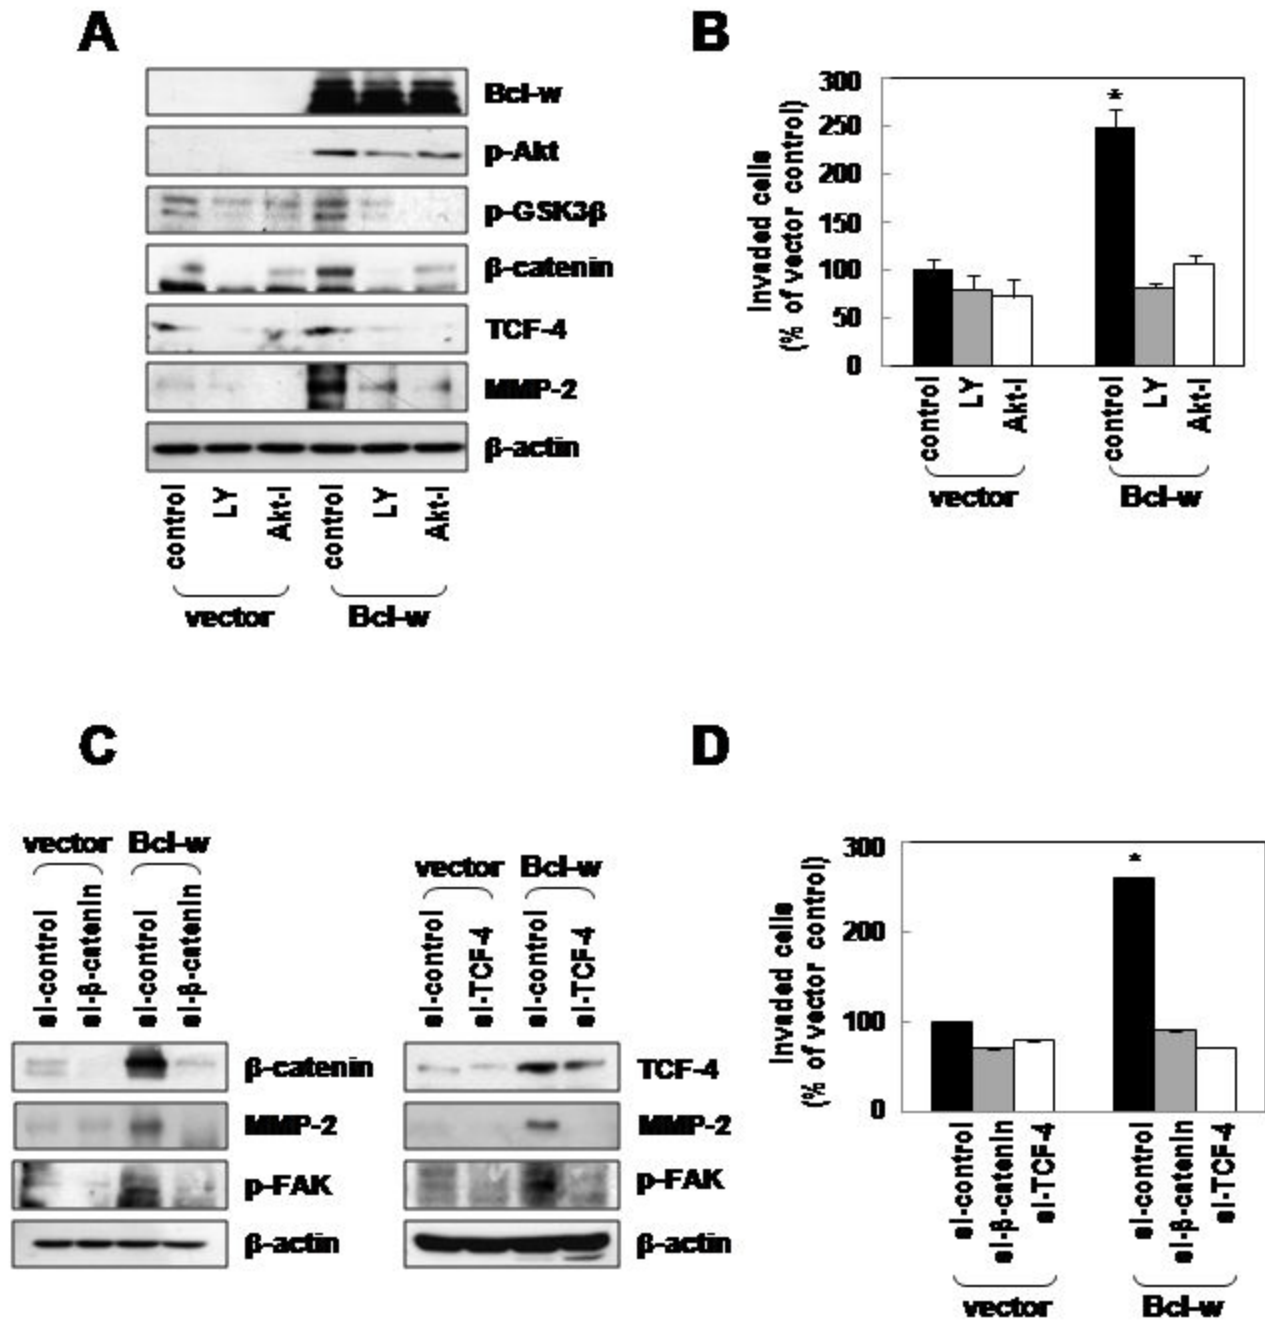 A
Bcl-w
p-Akt
p-GSK3β
β-catenin
TCF-4
MMP-2
β-actin
control
LY
Akt-I
control
LY
Akt-I
vector
Bcl-w
B
Invaded cells
(% of vector control)
300
250
200
150
100
50
0
*
control
LY
Akt-I
control
LY
Akt-I
vector
Bcl-w
C
vector
Bcl-w
si-control
si-β-catenin
si-control
si-β-catenin
β-catenin
MMP-2
p-FAK
β-actin
vector
Bcl-w
si-control
si-TCF-4
si-control
si-TCF-4
TCF-4
MMP-2
p-FAK
β-actin
D
Invaded cells
(% of vector control)
300
200
100
0
*
si-control
si-β-catenin
si-TCF-4
si-control
si-β-catenin
si-TCF-4
vector
Bcl-w